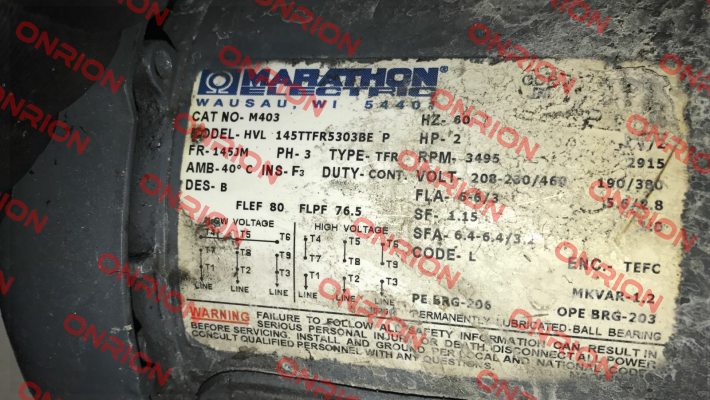 MARATHON®
ELECTRIC
WAUSAU, WI 54401
CAT NO- M403 HZ- 60
MODEL- HVL 145TTFR5303BE P HP- 2
FR- 145JM PH- 3 TYPE- TFR RPM- 3495 2915
AMB-40°C INS-F3 DUTY- CONT. VOLT- 208-230/460 190/380
DES- B FLA- 6-6/3 5.6/2.8
FLEF 80 FLPF 76.5 SF- 1.15
SFA- 6.4-6.4/3.2
LOW VOLTAGE HIGH VOLTAGE CODE- L ENC- TEFC
T4 T5 T6 T4 T5 T6
T7 T8 T9 T7 T8 T9
T1 T2 T3 T1 T2 T3
LINE LINE LINE LINE LINE LINE
MKVAR-1.2
PE BRG-206 OPE BRG-203
PERMANENTLY LUBRICATED-BALL BEARING
WARNING FAILURE TO FOLLOW ALL SAFETY INFORMATION CAN RESULT IN
SERIOUS PERSONAL INJURY OR DEATH. DISCONNECT ALL POWER
BEFORE SERVICING, INSTALL AND GROUND PER LOCAL AND NATIONAL CODE
CONSULT QUALIFIED PERSONNEL WITH ANY QUESTIONS.
ONRION